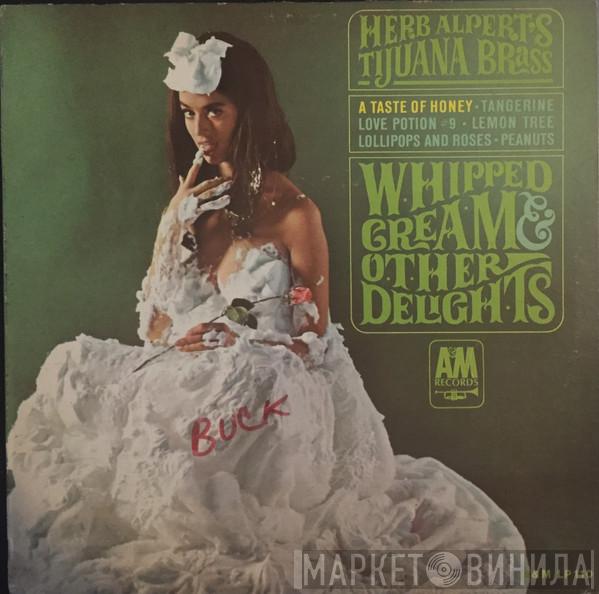 HERB ALPERT'S
TIJUANA BRASS
A TASTE OF HONEY · TANGERINE
LOVE POTION #9 · LEMON TREE
LOLLIPOPS AND ROSES · PEANUTS
WHIPPED
CREAM &
OTHER
DELIGHTS
A&M
RECORDS
BUCK
МАРКЕТ ВИНИЛА